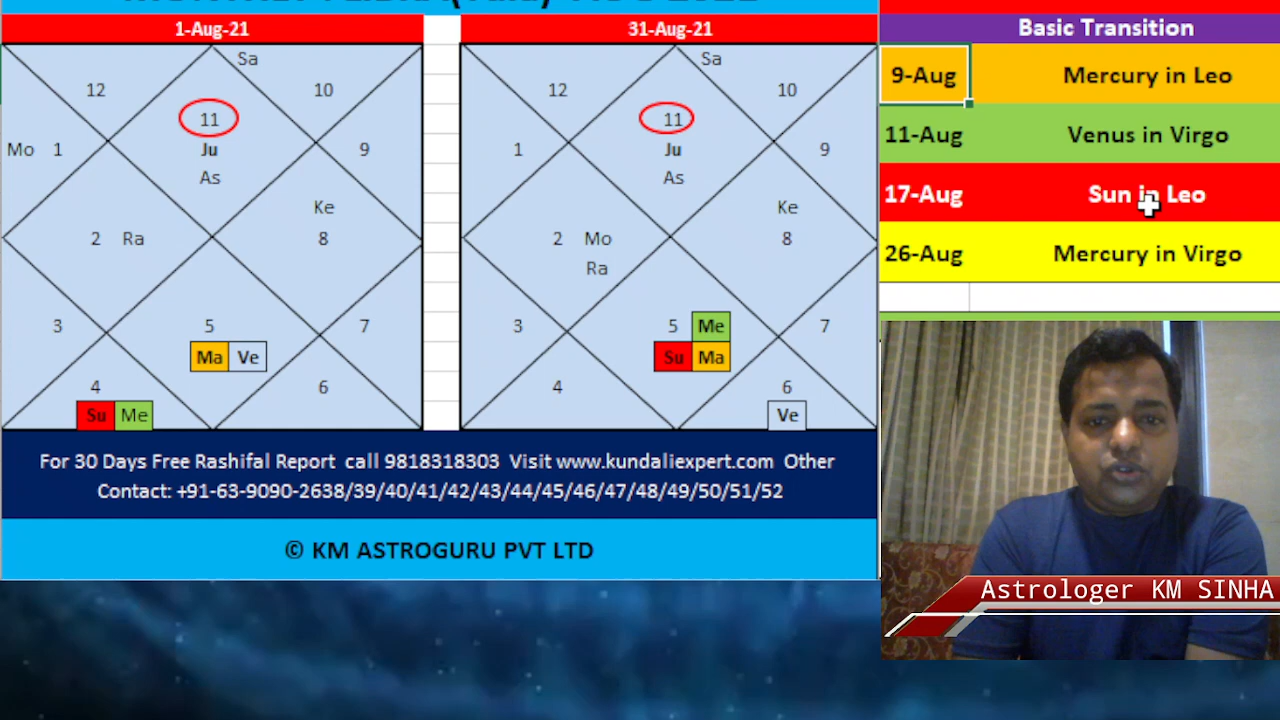 1-Aug-21
31-Aug-21
Basic Transition
9-Aug Mercury in Leo
11-Aug Venus in Virgo
17-Aug Sun in Leo
26-Aug Mercury in Virgo
Sa
12
10
11
Mo 1
Ju
9
As
Ke
2 Ra
8
3
5
7
Ma Ve
4
6
Su Me
Sa
12
10
11
1
Ju
9
As
Ke
2 Mo
8
Ra
3
5 Me
7
Su Ma
4
6
Ve
For 30 Days Free Rashifal Report call 9818318303 Visit www.kundaliexpert.com Other
Contact: +91-63-9090-2638/39/40/41/42/43/44/45/46/47/48/49/50/51/52
© KM ASTROGURU PVT LTD
Astrologer KM SINHA